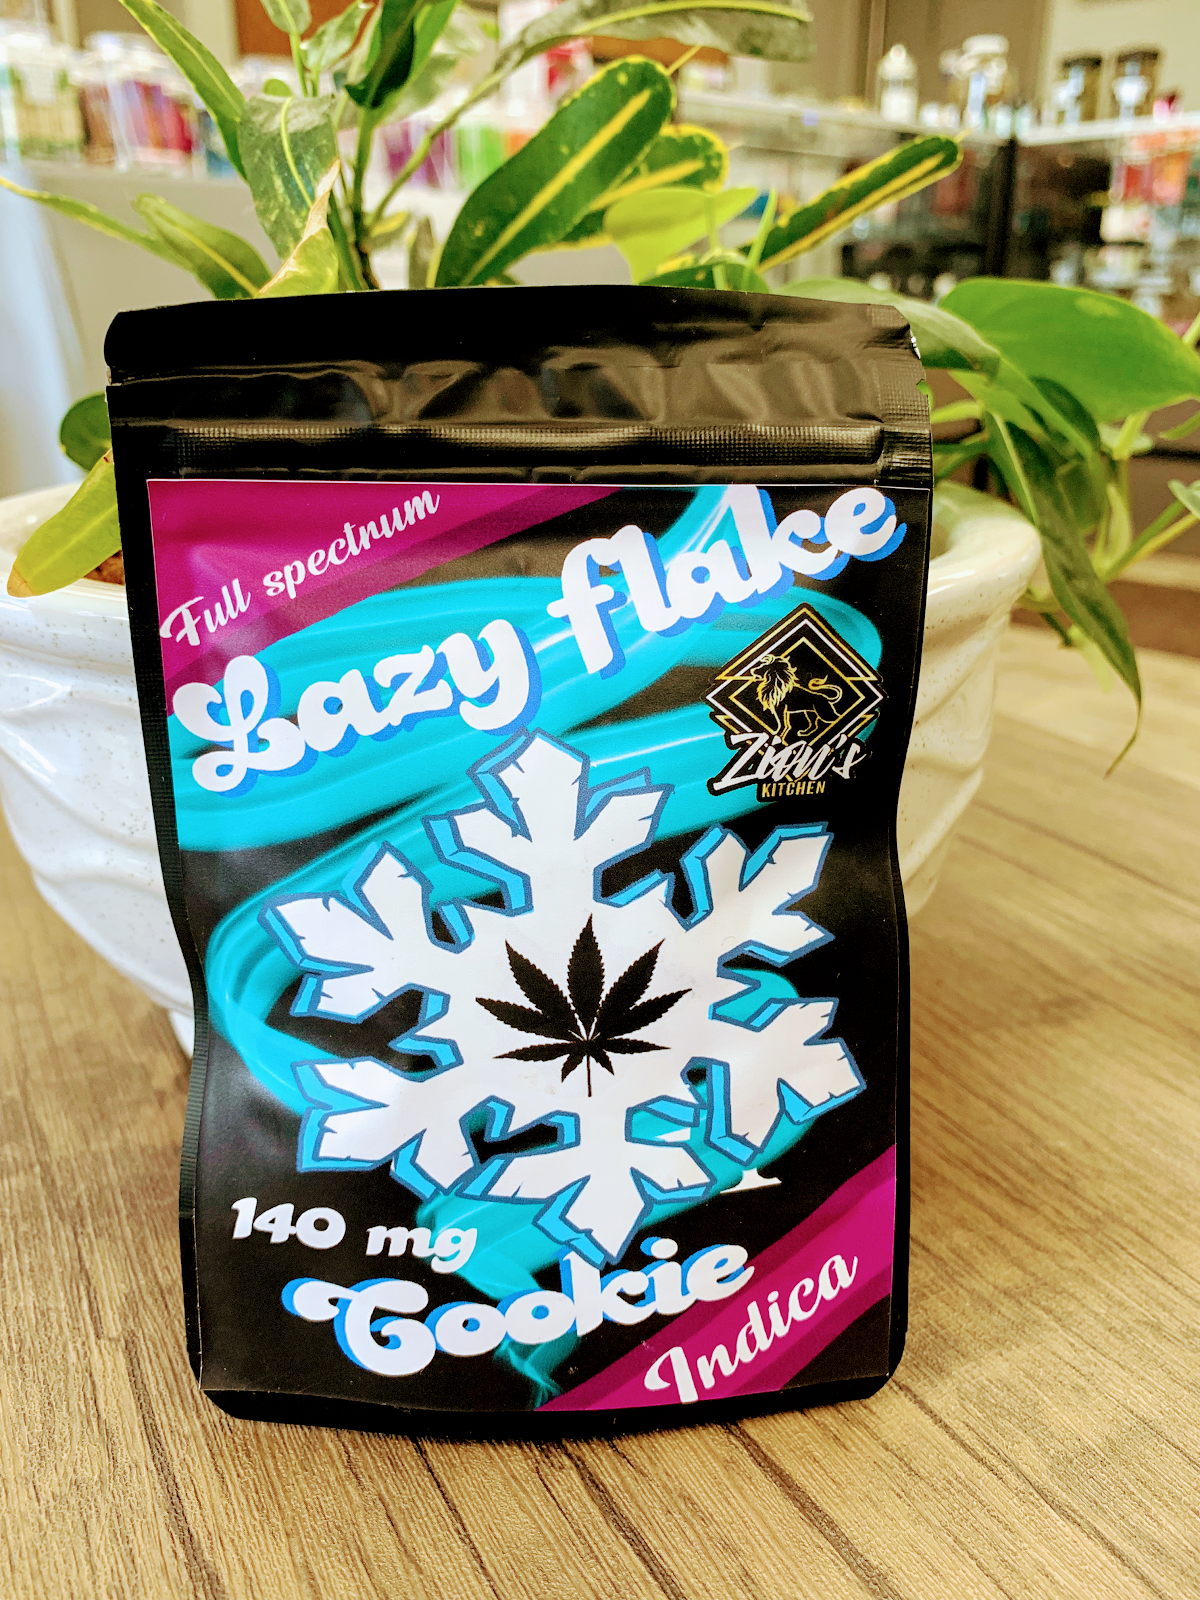 Full spectrum
Lazy flake
Zion's
KITCHEN
140 mg
Cookie
Indica